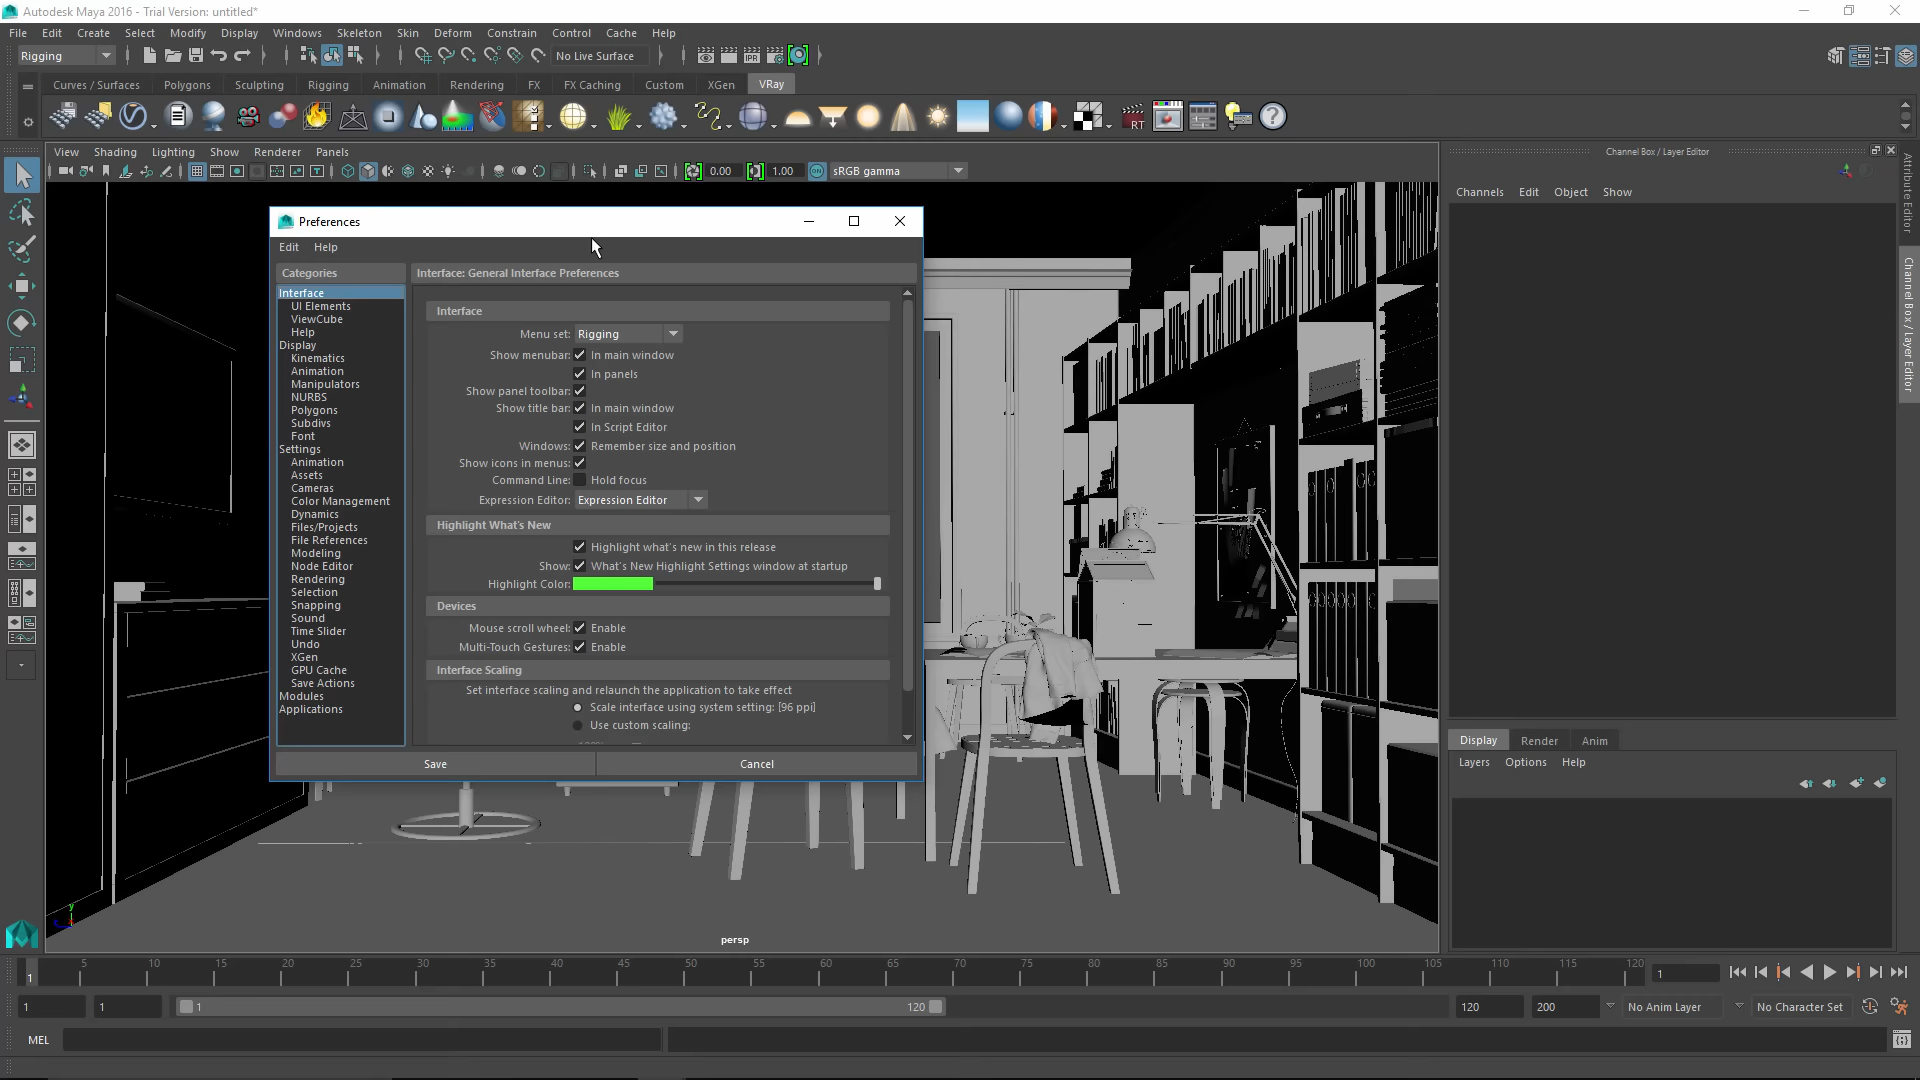 Autodesk Maya 2016 - Trial Version: untitled*
File Edit Create Select Modify Display Windows Skeleton Skin Deform Constrain Control Cache Help
Rigging
No Live Surface
IPR
Curves / Surfaces Polygons Sculpting Rigging Animation Rendering FX FX Caching Custom XGen VRay
RT
View Shading Lighting Show Renderer Panels
0.00 1.00 ON sRGB gamma
Channel Box / Layer Editor
Channels Edit Object Show
Attribute Editor
Channel Box / Layer Editor
Preferences
Edit Help
Categories
Interface
UI Elements
ViewCube
Help
Display
Kinematics
Animation
Manipulators
NURBS
Polygons
Subdivs
Font
Settings
Animation
Assets
Cameras
Color Management
Dynamics
Files/Projects
File References
Modeling
Node Editor
Rendering
Selection
Snapping
Sound
Time Slider
Undo
XGen
GPU Cache
Save Actions
Modules
Applications
Interface: General Interface Preferences
Interface
Menu set: Rigging
Show menubar: In main window
In panels
Show panel toolbar:
Show title bar: In main window
In Script Editor
Windows: Remember size and position
Show icons in menus:
Command Line: Hold focus
Expression Editor: Expression Editor
Highlight What's New
Highlight what's new in this release
Show: What's New Highlight Settings window at startup
Highlight Color:
Devices
Mouse scroll wheel: Enable
Multi-Touch Gestures: Enable
Interface Scaling
Set interface scaling and relaunch the application to take effect
Scale interface using system setting: [96 ppi]
Use custom scaling:
Save Cancel
Display Render Anim
Layers Options Help
y
persp
1 5 10 15 20 25 30 35 40 45 50 55 60 65 70 75 80 85 90 95 100 105 110 115 120
1
1 1 1 120 120 200 No Anim Layer No Character Set
MEL